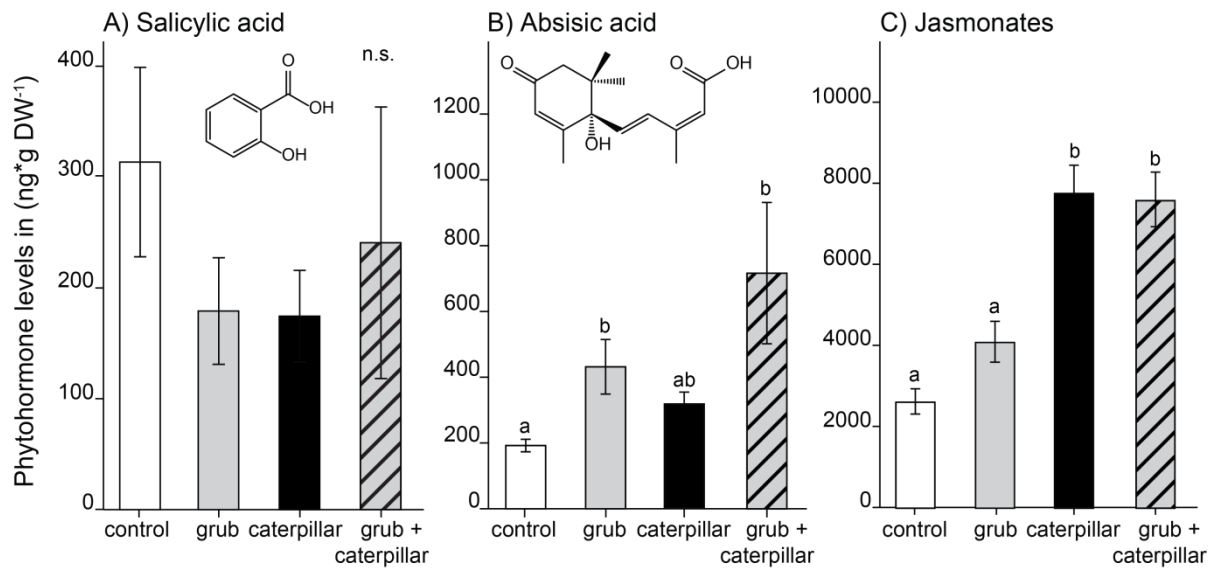 A) Salicylic acid
B) Absisic acid
C) Jasmonates
Phytohormone levels in (ng*g DW⁻¹)
400
300
200
100
0
n.s.
O
OH
OH
control
grub
caterpillar
grub +
caterpillar
1200
1000
800
600
400
200
0
O
O
OH
OH
a
b
ab
b
control
grub
caterpillar
grub +
caterpillar
10000
8000
6000
4000
2000
0
a
a
b
b
control
grub
caterpillar
grub +
caterpillar